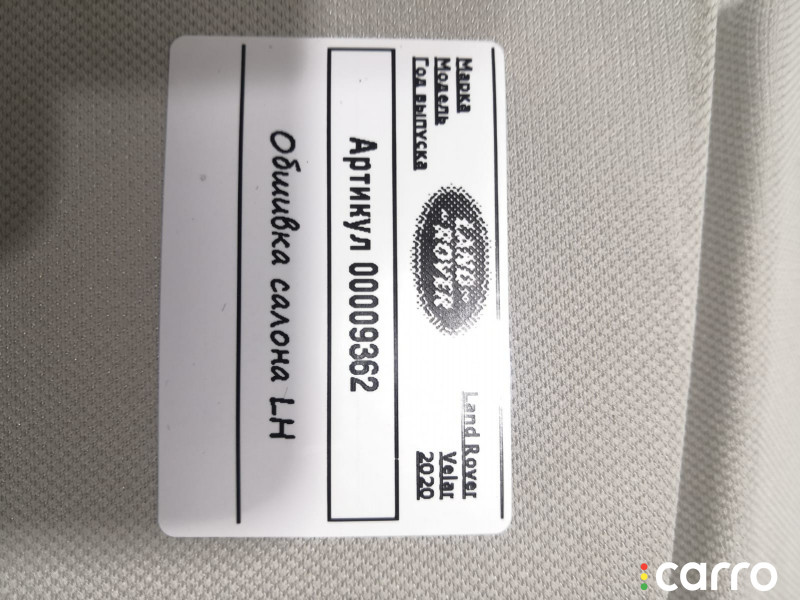 Марка
Модель
Год выпуска
LAND
ROVER
Land Rover
Velar
2020
Артикул 00009362
Обшивка салона LH
carro